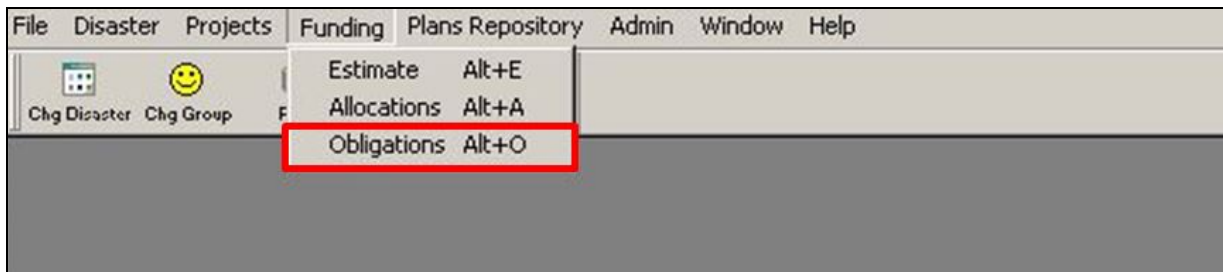 File Disaster Projects Funding Plans Repository Admin Window Help
Estimate Alt+E
Chg Disaster Chg Group
Allocations Alt+A
Obligations Alt+O